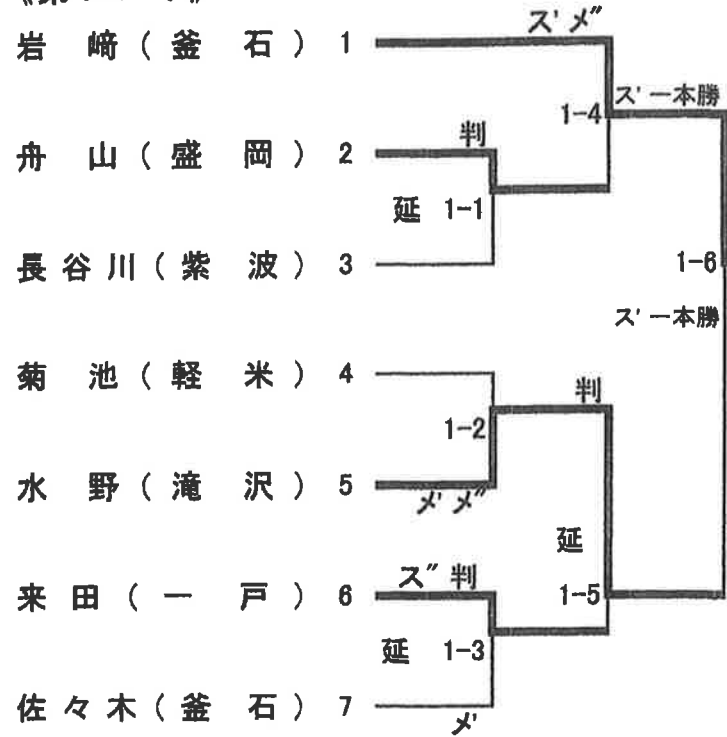 ス' メ"
岩 﨑 ( 釜 石 ) 1
ス' 一本勝
1-4
判
舟 山 ( 盛 岡 ) 2
延 1-1
長 谷 川 ( 紫 波 ) 3
1-6
ス' 一本勝
菊 池 ( 軽 米 ) 4
判
1-2
水 野 ( 滝 沢 ) 5
メ' メ"
延
ス" 判
来 田 ( 一 戸 ) 6
1-5
延 1-3
佐 々 木 ( 釜 石 ) 7
メ'